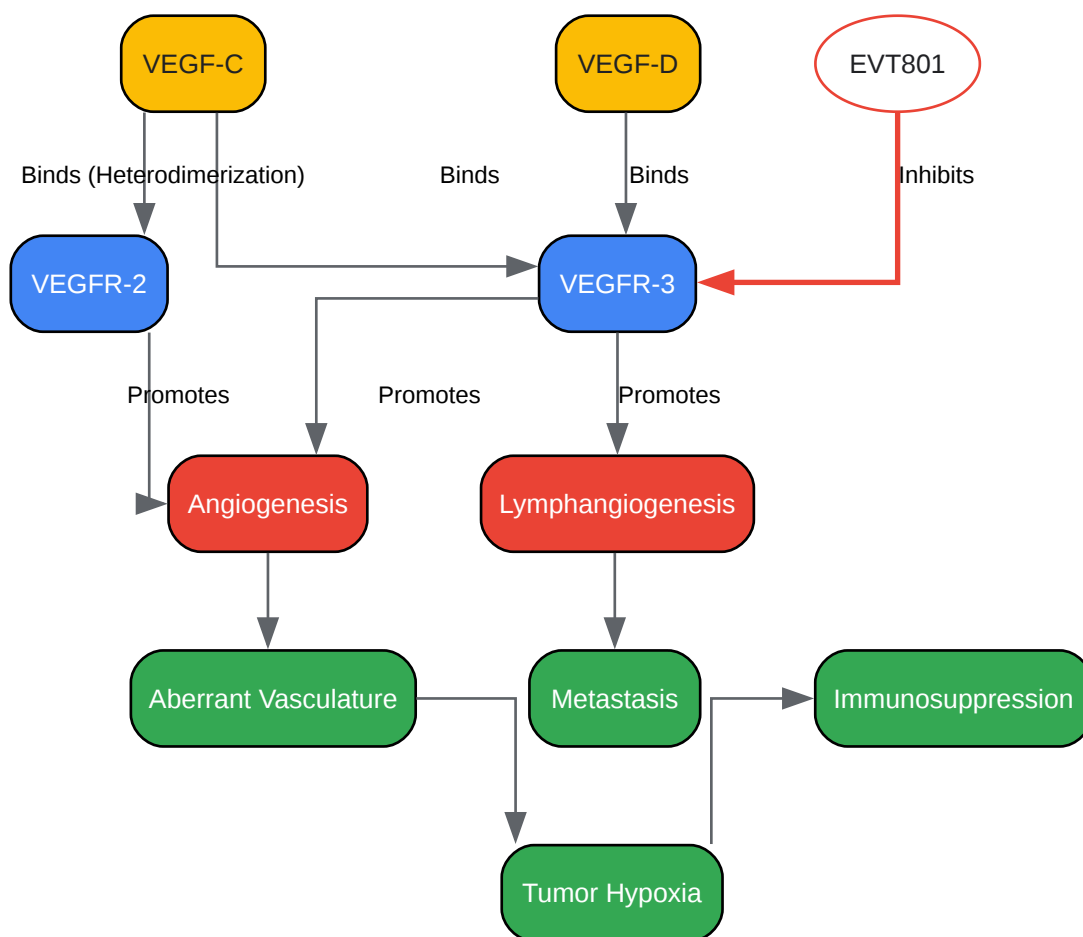 VEGF-C
VEGF-D
EVT801
Binds (Heterodimerization)
Binds
Binds
Inhibits
VEGFR-2
VEGFR-3
Promotes
Promotes
Promotes
Angiogenesis
Lymphangiogenesis
Aberrant Vasculature
Metastasis
Immunosuppression
Tumor Hypoxia